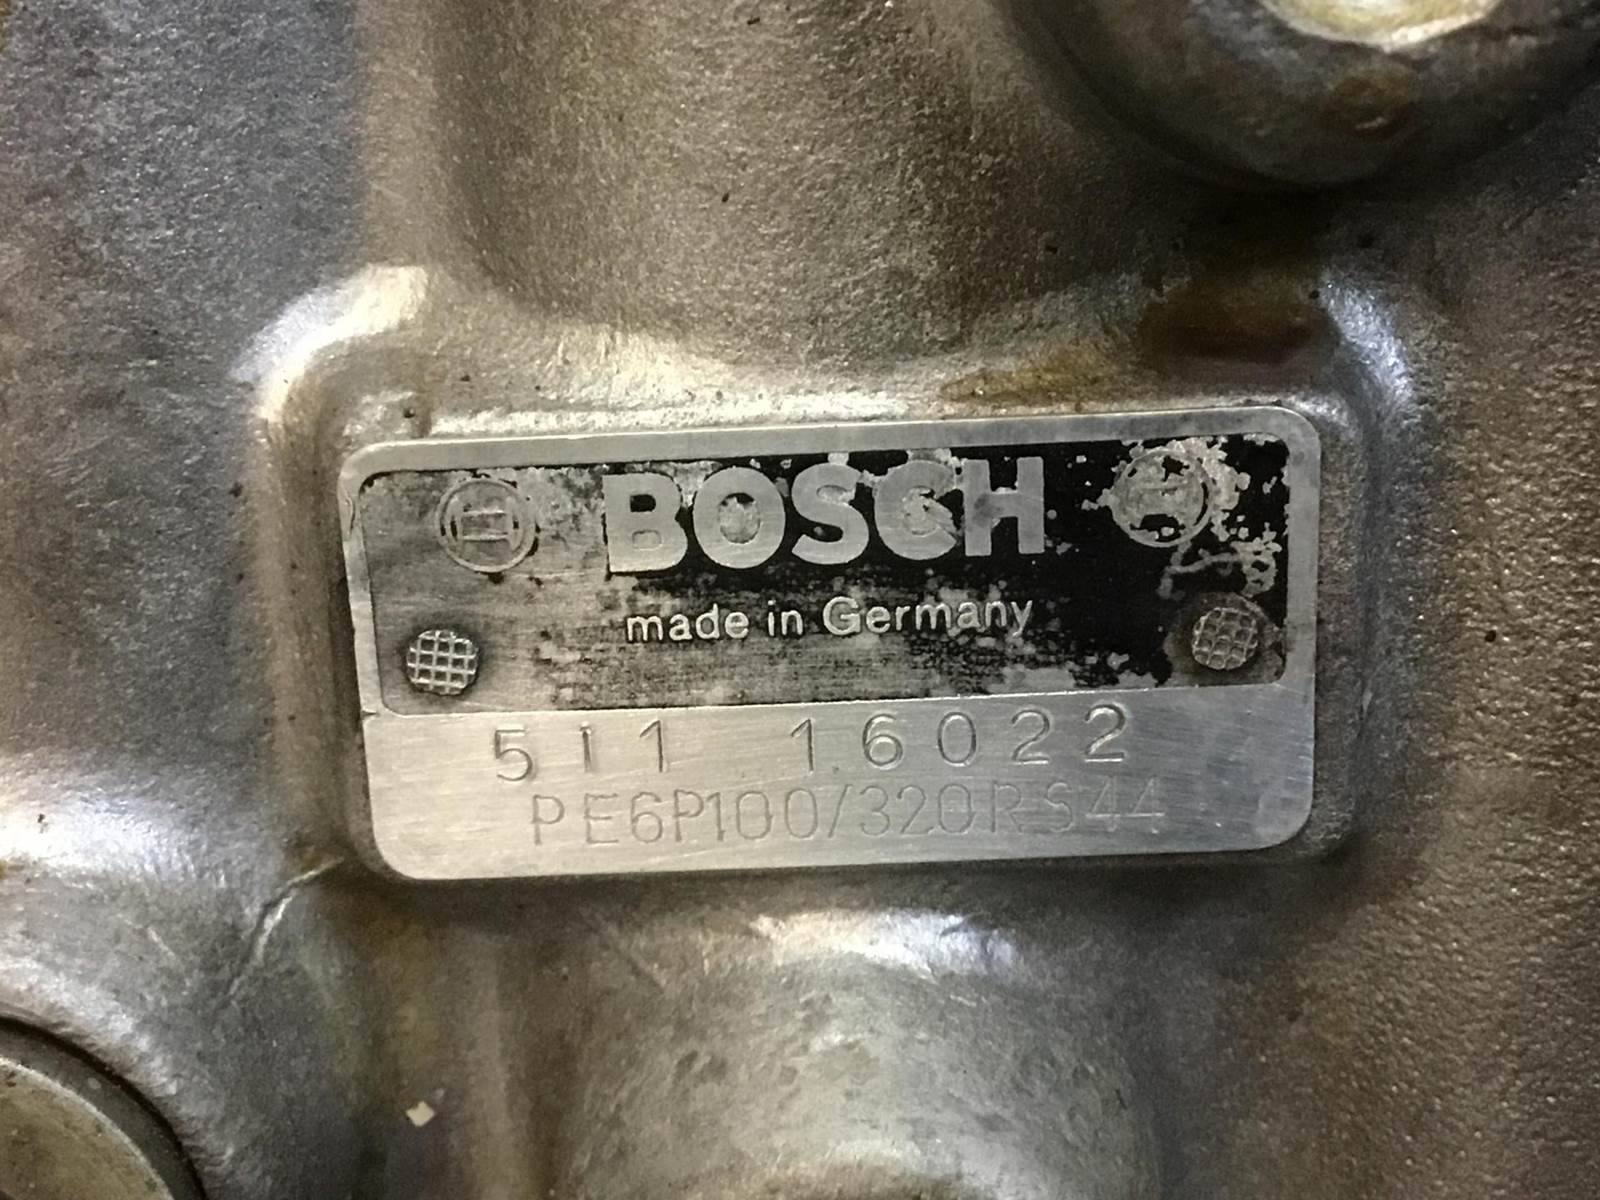 BOSCH
made in Germany
511 16022
PE6P100/320RS44